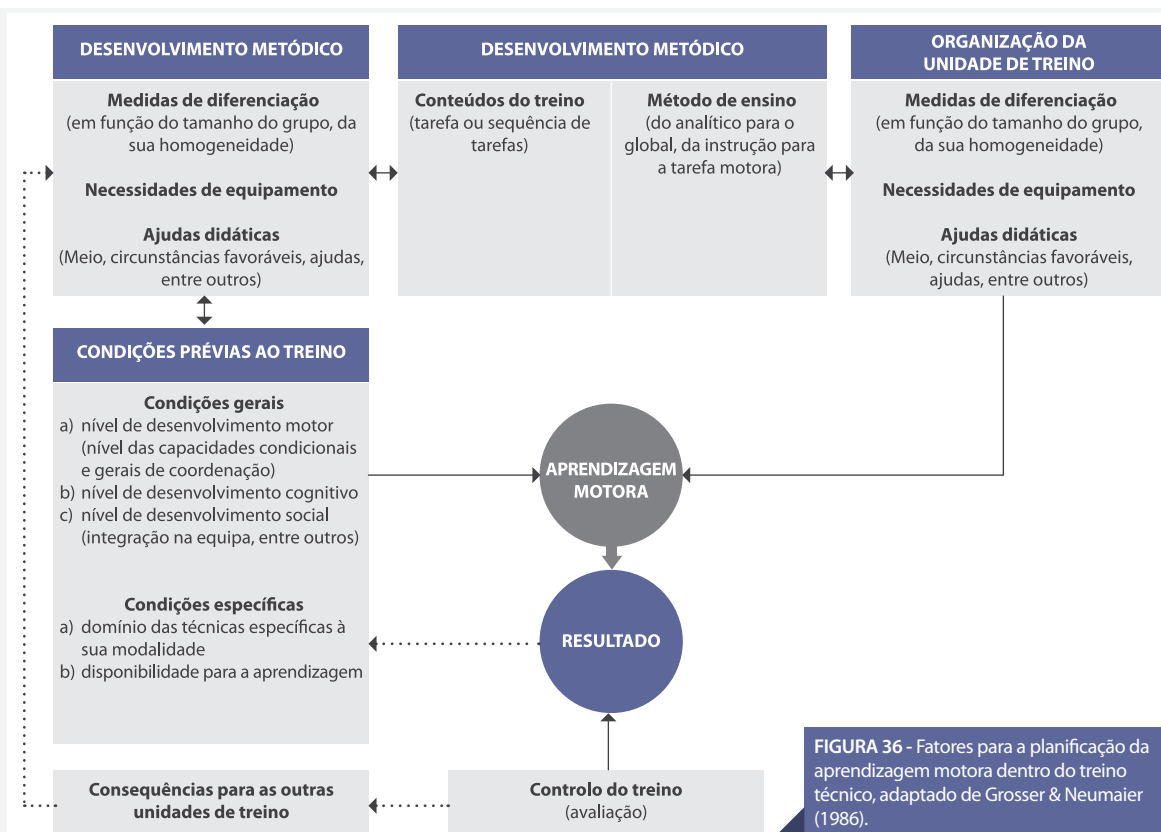 DESENVOLVIMENTO METÓDICO
Medidas de diferenciação
(em função do tamanho do grupo, da
sua homogeneidade)
Necessidades de equipamento
Ajudas didáticas
(Meio, circunstâncias favoráveis, ajudas,
entre outros)
DESENVOLVIMENTO METÓDICO
Conteúdos do treino
(tarefa ou sequência de
tarefas)
Método de ensino
(do analítico para o
global, da instrução para
a tarefa motora)
ORGANIZAÇÃO DA
UNIDADE DE TREINO
Medidas de diferenciação
(em função do tamanho do grupo,
da sua homogeneidade)
Necessidades de equipamento
Ajudas didáticas
(Meio, circunstâncias favoráveis,
ajudas, entre outros)
CONDIÇÕES PRÉVIAS AO TREINO
Condições gerais
a) nível de desenvolvimento motor
(nível das capacidades condicionais
e gerais de coordenação)
b) nível de desenvolvimento cognitivo
c) nível de desenvolvimento social
(integração na equipa, entre outros)
Condições específicas
a) domínio das técnicas específicas à
sua modalidade
b) disponibilidade para a aprendizagem
APRENDIZAGEM
MOTORA
RESULTADO
Consequências para as outras
unidades de treino
Controlo do treino
(avaliação)
FIGURA 36 - Fatores para a planificação da
aprendizagem motora dentro do treino
técnico, adaptado de Grosser & Neumaier
(1986).